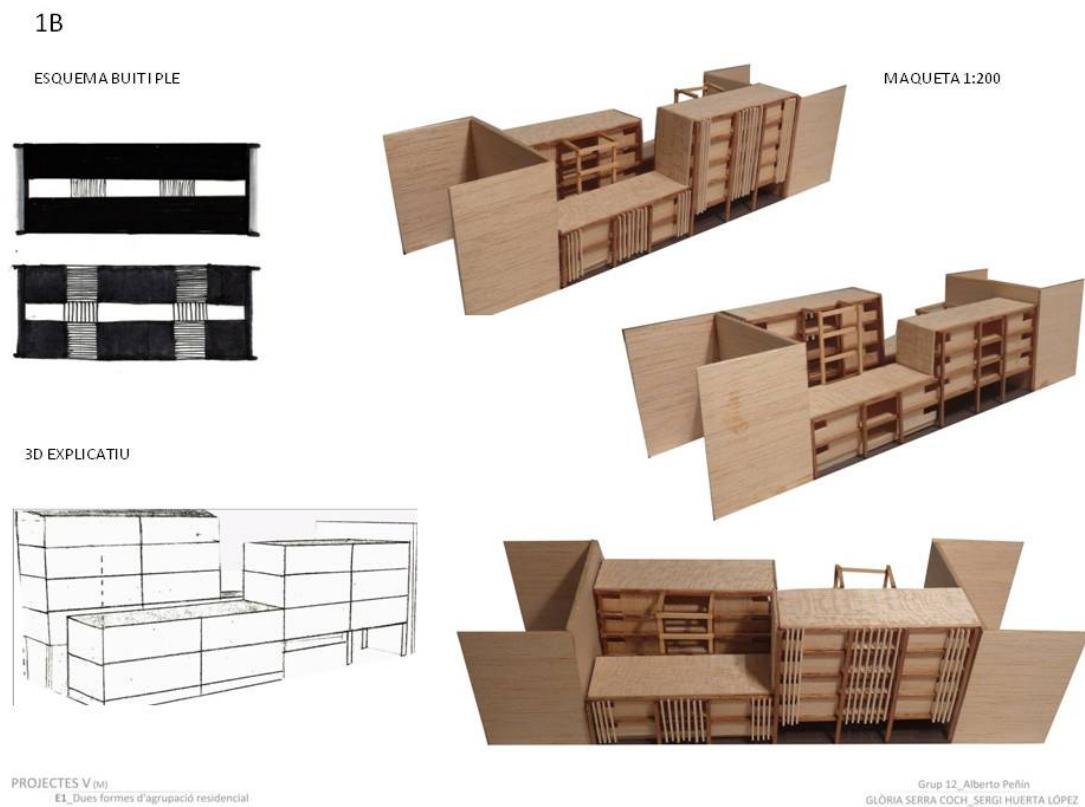 1B
ESQUEMA BUIT I PLE
MAQUETA 1:200
3D EXPLICATIU
PROJECTES V (M)
E1_Dues formes d'agrupació residencial
Grup 12_Alberto Peñín
GLÒRIA SERRA COCH_SERGI HUERTA LÓPEZ